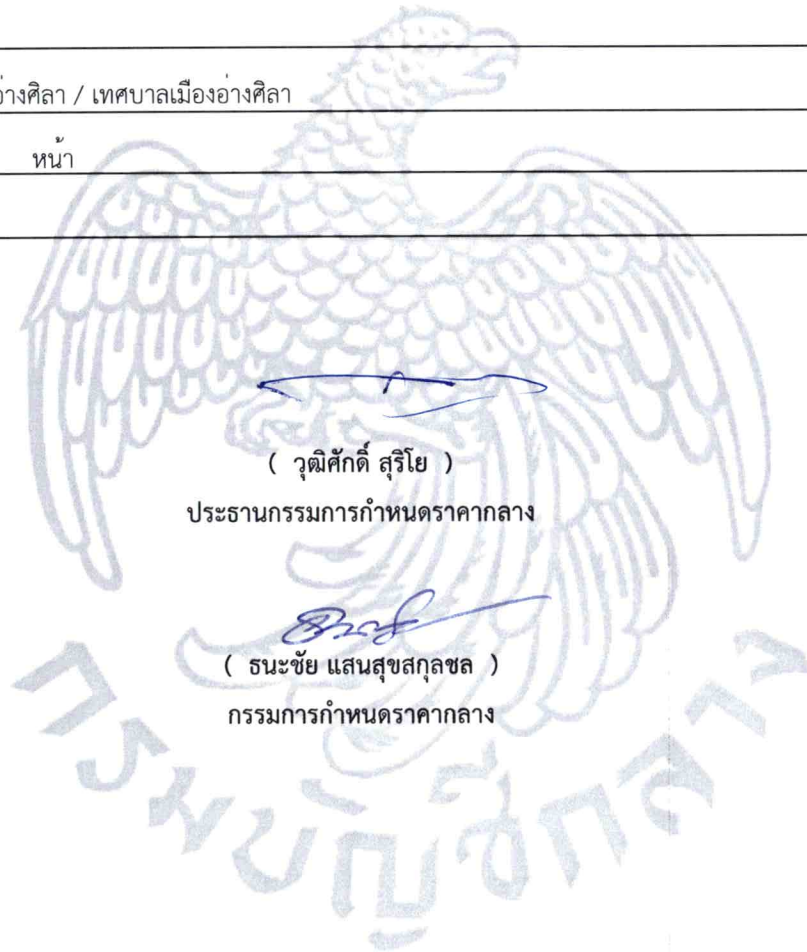 อ่างศิลา / เทศบาลเมืองอ่างศิลา
หน้า
( วุฒิศักดิ์ สุริโย )
ประธานกรรมการกำหนดราคากลาง
( ธนะชัย แสนสุขสกุลชล )
กรรมการกำหนดราคากลาง
กรมบัญชีกลาง